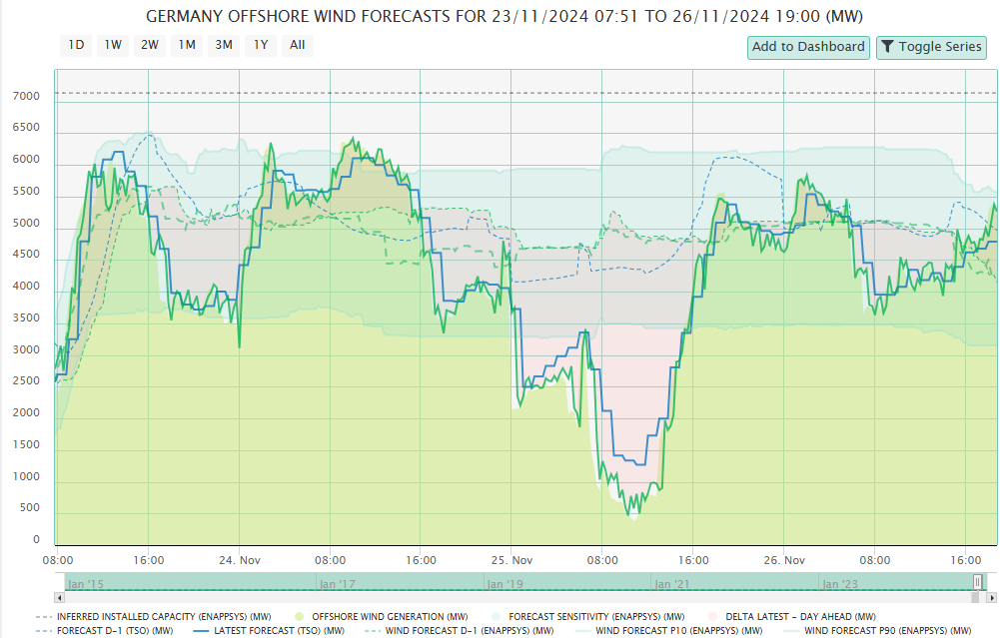 GERMANY OFFSHORE WIND FORECASTS FOR 23/11/2024 07:51 TO 26/11/2024 19:00 (MW)
1D 1W 2W 1M 3M 1Y All
Add to Dashboard Toggle Series
7000
6500
6000
5500
5000
4500
4000
3500
3000
2500
2000
1500
1000
500
0
08:00 16:00 24. Nov 08:00 16:00 25. Nov 08:00 16:00 26. Nov 08:00 16:00
Jan '15 Jan '17 Jan '19 Jan '21 Jan '23
INFERRED INSTALLED CAPACITY (ENAPPSYS) (MW) OFFSHORE WIND GENERATION (MW) FORECAST SENSITIVITY (ENAPPSYS) (MW) DELTA LATEST - DAY AHEAD (MW)
FORECAST D-1 (TSO) (MW) LATEST FORECAST (TSO) (MW) WIND FORECAST D-1 (ENAPPSYS) (MW) WIND FORECAST P10 (ENAPPSYS) (MW) WIND FORECAST P90 (ENAPPSYS) (MW)